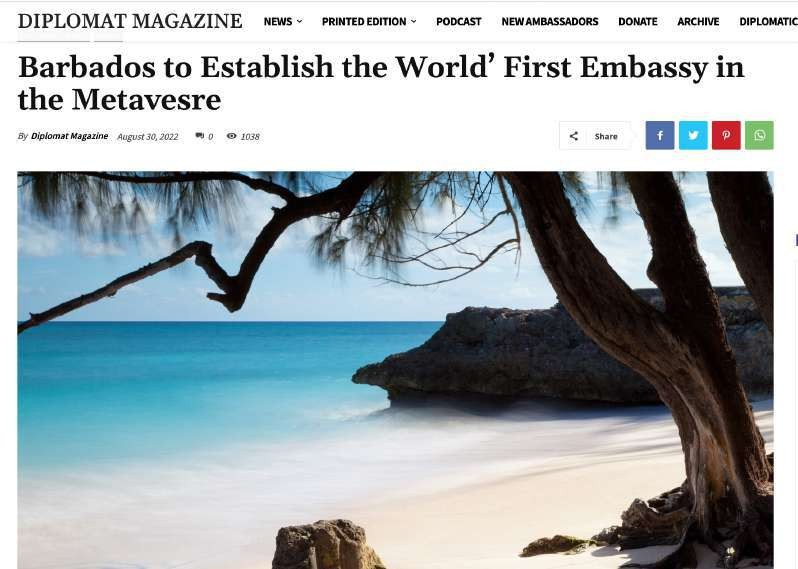 DIPLOMAT MAGAZINE NEWS PRINTED EDITION PODCAST NEW AMBASSADORS DONATE ARCHIVE DIPLOMATIC
Barbados to Establish the World’ First Embassy in
the Metavesre
By Diplomat Magazine August 30, 2022 0 1038
Share